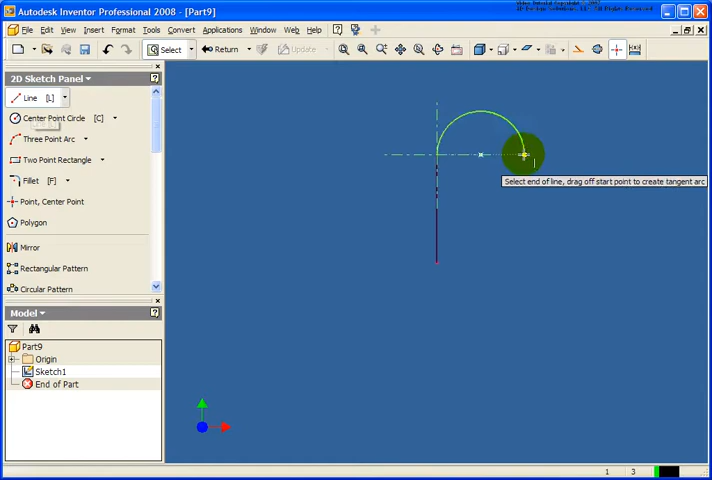 Autodesk Inventor Professional 2008 - [Part9]
File Edit View Insert Format Tools Convert Applications Window Web Help
Select Return Update
2D Sketch Panel
Line [L]
Center Point Circle [C]
Three Point Arc
Two Point Rectangle
Fillet [F]
Point, Center Point
Polygon
Mirror
Rectangular Pattern
Circular Pattern
Select end of line, drag off start point to create tangent arc
Model
Part9
Origin
Sketch1
End of Part
1 3